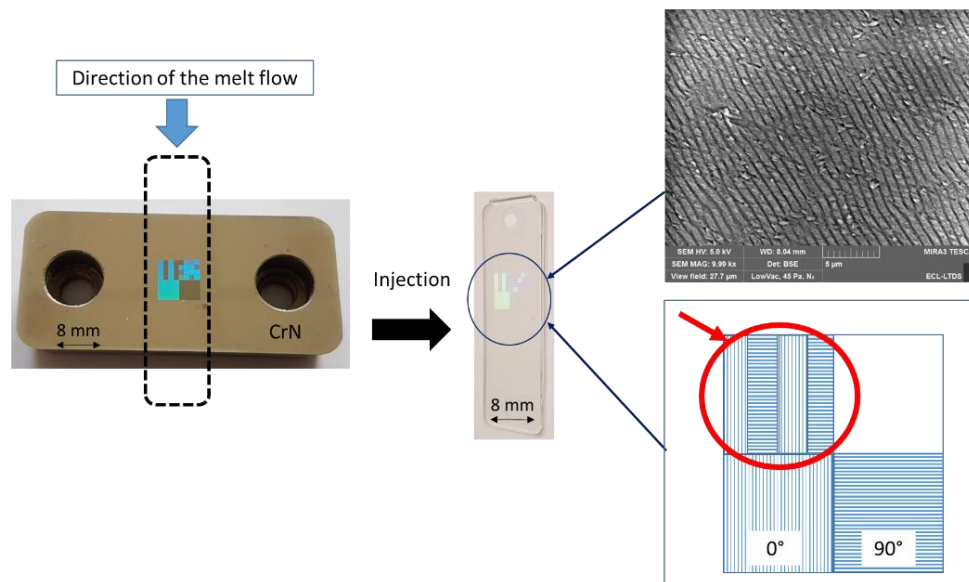 Direction of the melt flow
8 mm
CrN
Injection
8 mm
SEM HV: 5.0 kV WD: 8.04 mm MIRA3 TESC
SEM MAG: 9.99 kx Det: BSE 5 µm
View field: 27.7 µm LowVac, 45 Pa, N₂ ECL-LTDS
0°
90°